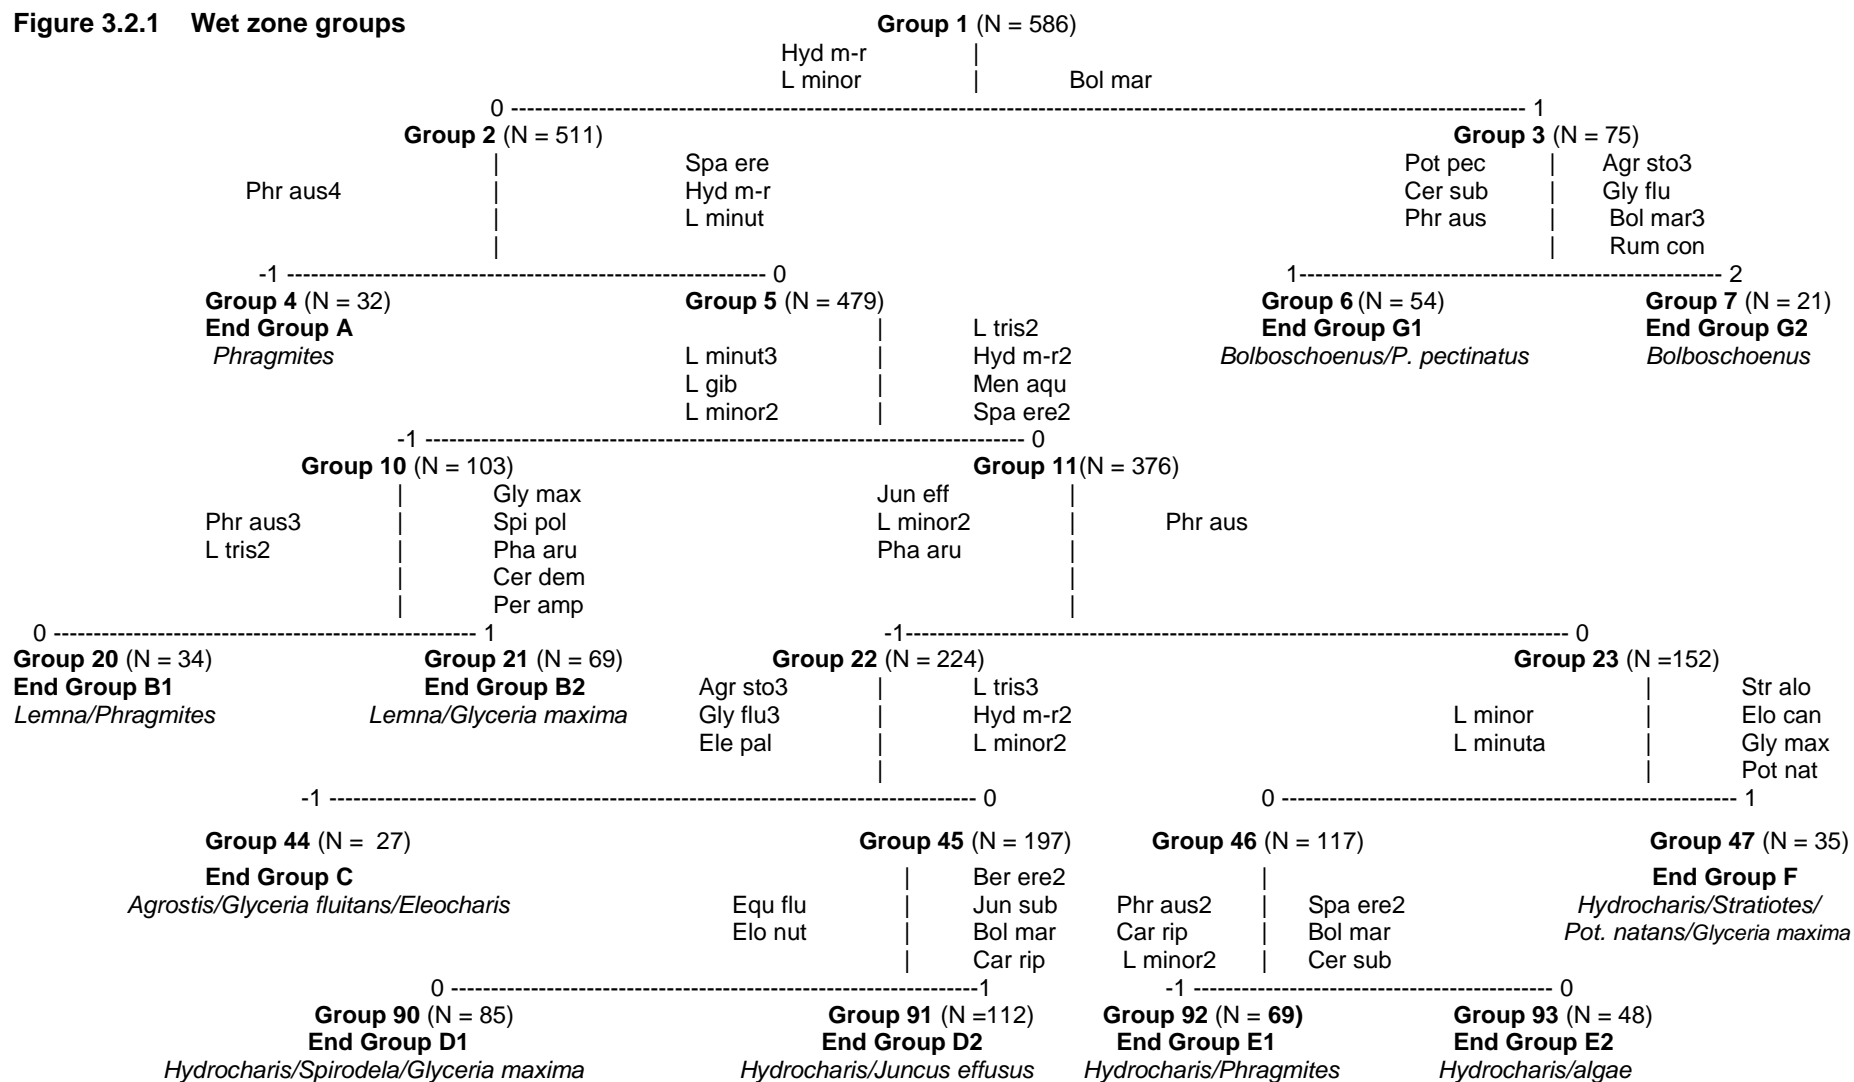 Figure 3.2.1 Wet zone groups Group 1 (N = 586)
Hyd m-r |
L minor | Bol mar
0 ------------------------------------------------------------ 1
Group 2 (N = 511) Group 3 (N = 75)
| Spa ere Pot pec | Agr sto3
Phr aus4 | Hyd m-r Cer sub | Gly flu
| L minut Phr aus | Bol mar3
| | Rum con
-1 ------------------------------------------------------------ 0 1------------------------------------------------------------ 2
Group 4 (N = 32) Group 5 (N = 479) Group 6 (N = 54) Group 7 (N = 21)
End Group A | L tris2 End Group G1 End Group G2
Phragmites L minut3 | Hyd m-r2 Bolboschoenus/P. pectinatus Bolboschoenus
L gib | Men aqu
L minor2 | Spa ere2
-1 ------------------------------------------------------------ 0
Group 10 (N = 103) Group 11(N = 376)
| Gly max Jun eff |
Phr aus3 | Spi pol L minor2 | Phr aus
L tris2 | Pha aru Pha aru |
| Cer dem |
| Per amp |
0 ------------------------------------------------------------ 1 -1------------------------------------------------------------ 0
Group 20 (N = 34) Group 21 (N = 69) Group 22 (N = 224) Group 23 (N =152)
End Group B1 End Group B2 Agr sto3 | L tris3 | Str alo
Lemna/Phragmites Lemna/Glyceria maxima Gly flu3 | Hyd m-r2 L minor | Elo can
Ele pal | L minor2 L minuta | Gly max
| | Pot nat
-1 ------------------------------------------------------------ 0 0 ------------------------------------------------------------ 1
Group 44 (N = 27) Group 45 (N = 197) Group 46 (N = 117) Group 47 (N = 35)
End Group C | Ber ere2 | End Group F
Agrostis/Glyceria fluitans/Eleocharis Equ flu | Jun sub Phr aus2 | Spa ere2 Hydrocharis/Stratiotes/
Elo nut | Bol mar Car rip | Bol mar Pot. natans/Glyceria maxima
| Car rip L minor2 | Cer sub
0 ------------------------------------------------------------1 -1 ------------------------------------------------------------ 0
Group 90 (N = 85) Group 91 (N =112) Group 92 (N = 69) Group 93 (N = 48)
End Group D1 End Group D2 End Group E1 End Group E2
Hydrocharis/Spirodela/Glyceria maxima Hydrocharis/Juncus effusus Hydrocharis/Phragmites Hydrocharis/algae